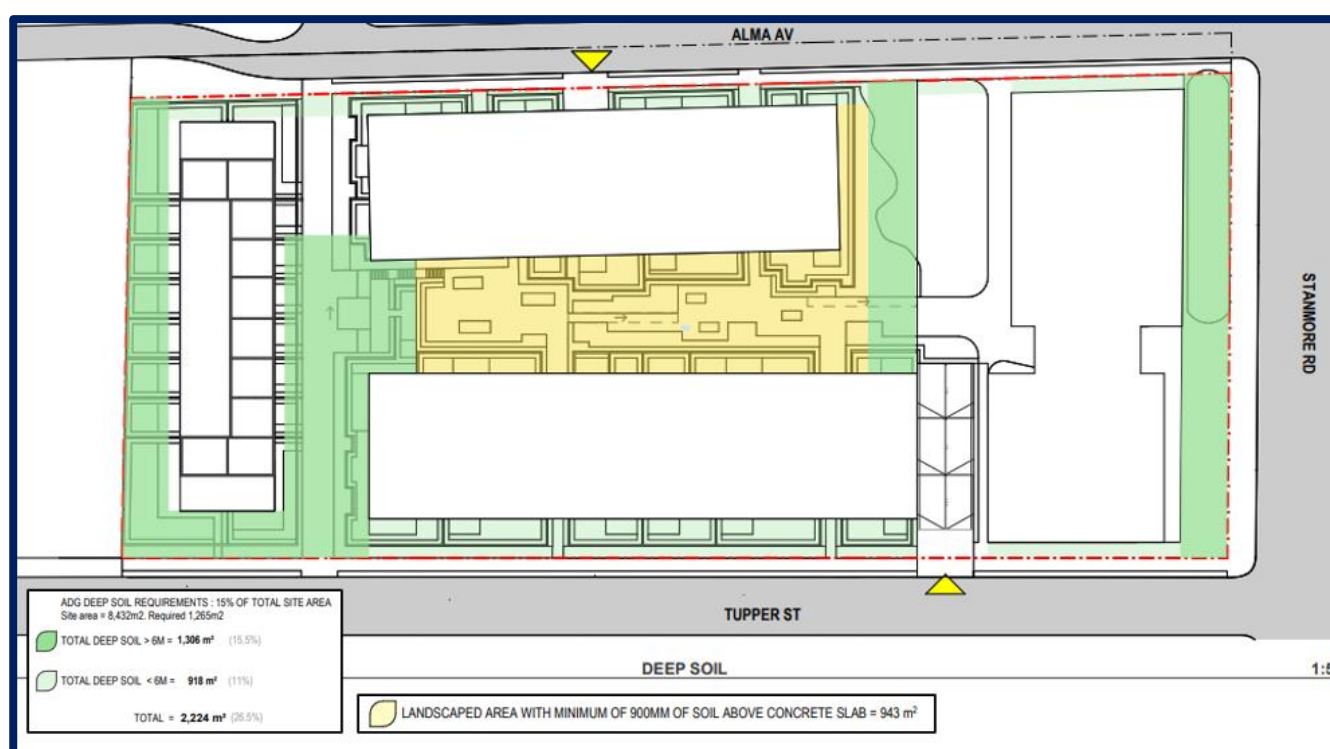 ALMA AV
STANMORE RD
TUPPER ST
ADG DEEP SOIL REQUIREMENTS : 15% OF TOTAL SITE AREA
Site area = 8,432m2. Required 1,265m2
TOTAL DEEP SOIL > 6M = 1,306 m² (15.5%)
TOTAL DEEP SOIL < 6M = 918 m² (11%)
TOTAL = 2,224 m² (26.5%)
DEEP SOIL
1:5
LANDSCAPED AREA WITH MINIMUM OF 900MM OF SOIL ABOVE CONCRETE SLAB = 943 m²